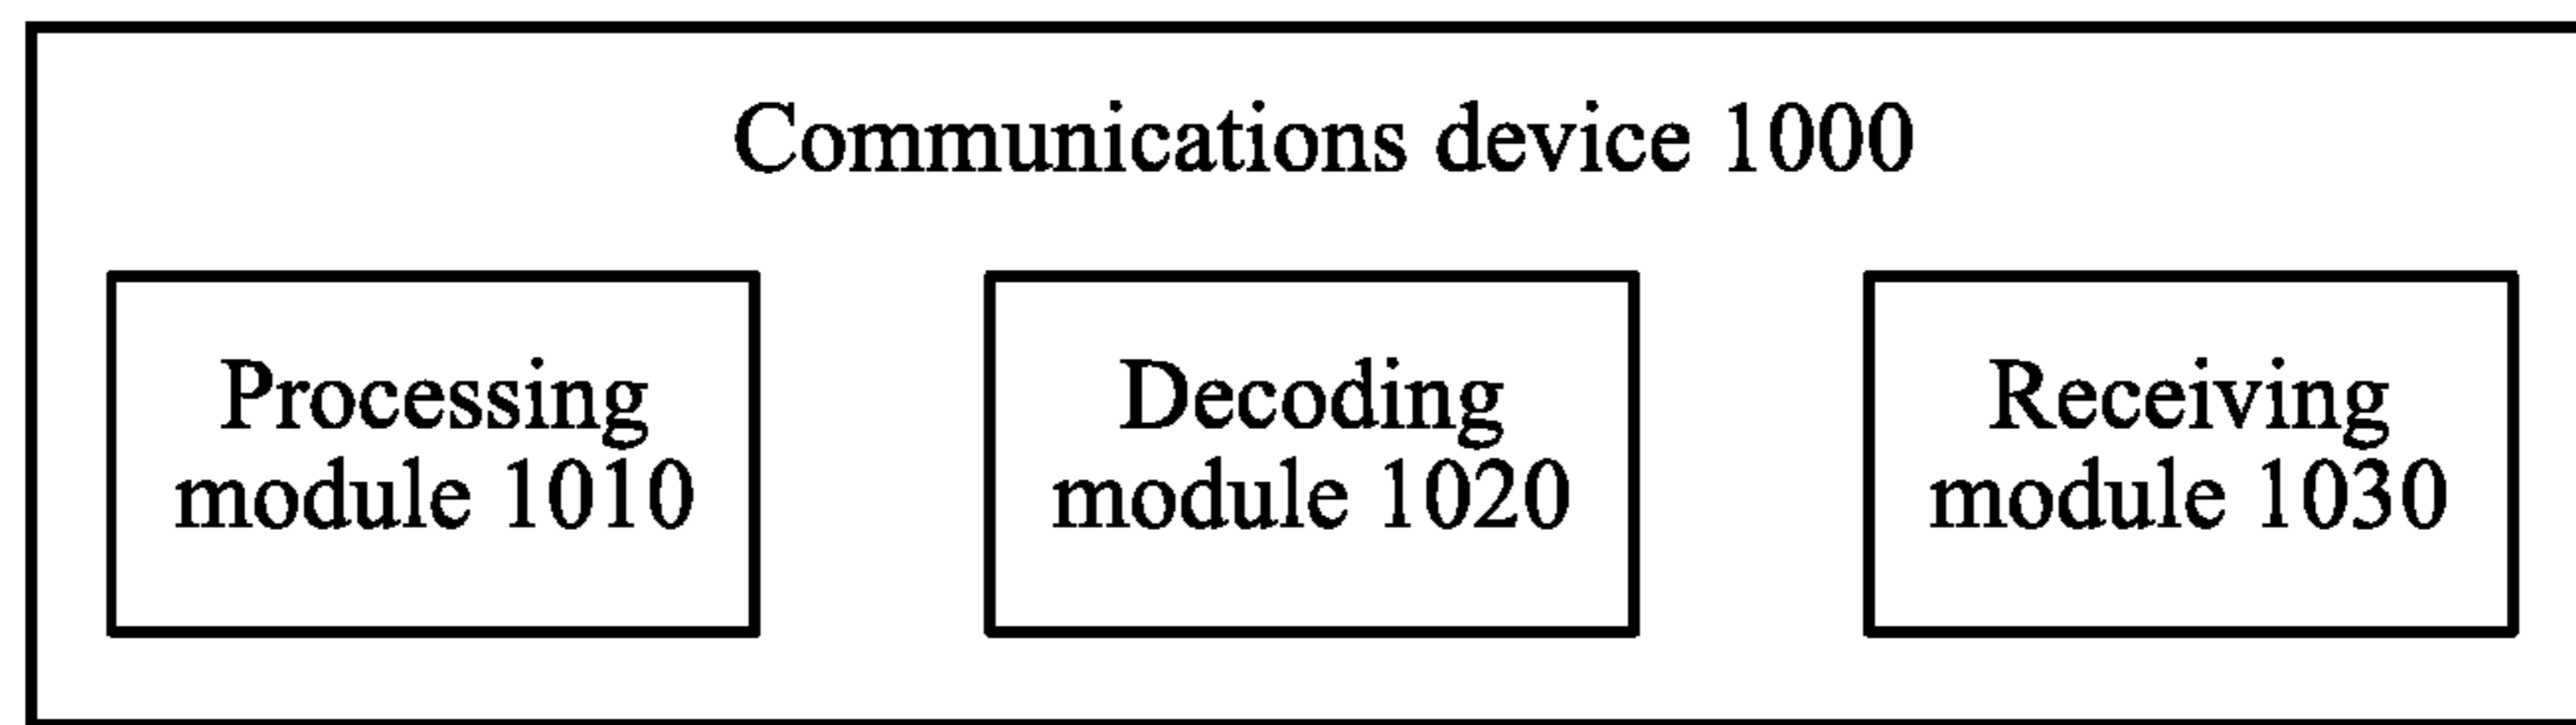 Communications device 1000
Processing
module 1010
Decoding
module 1020
Receiving
module 1030